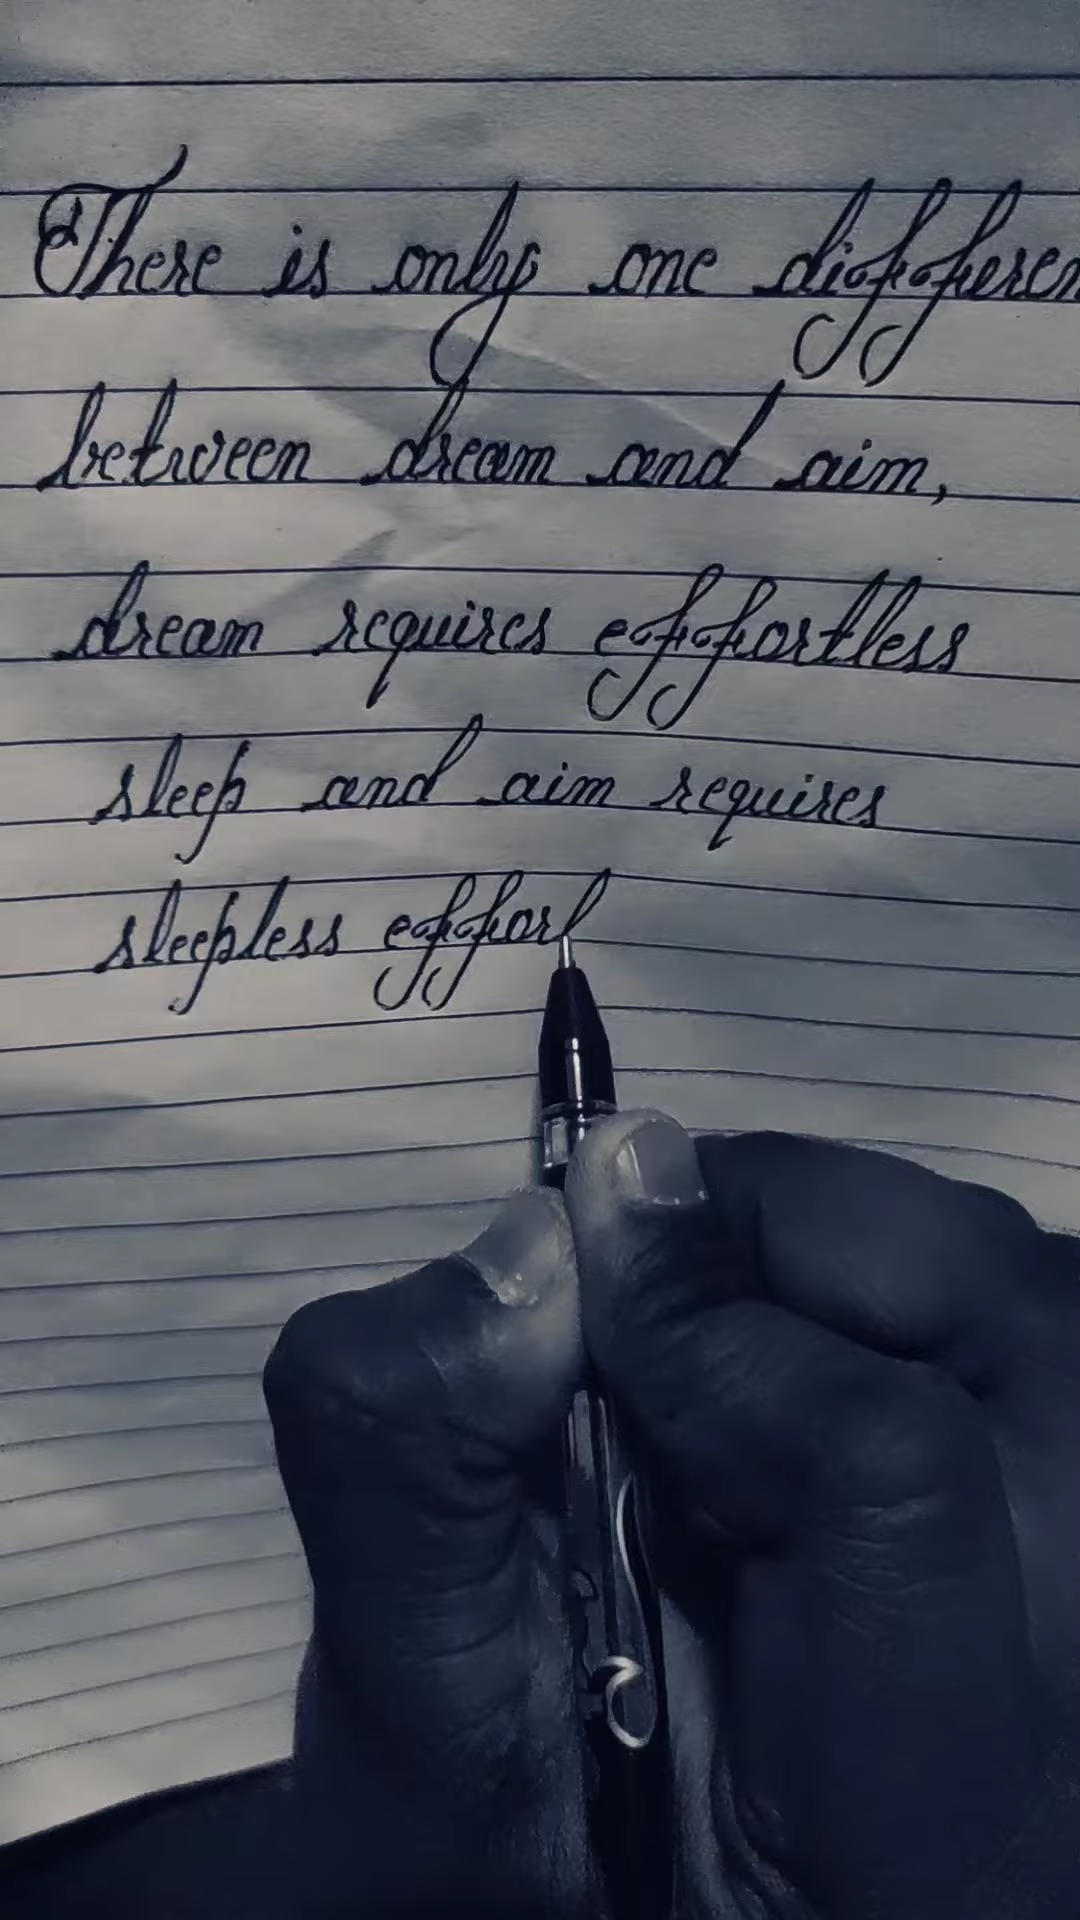 There is only one differen
between dream and aim,
dream requires effortless
sleep and aim requires
sleepless effort